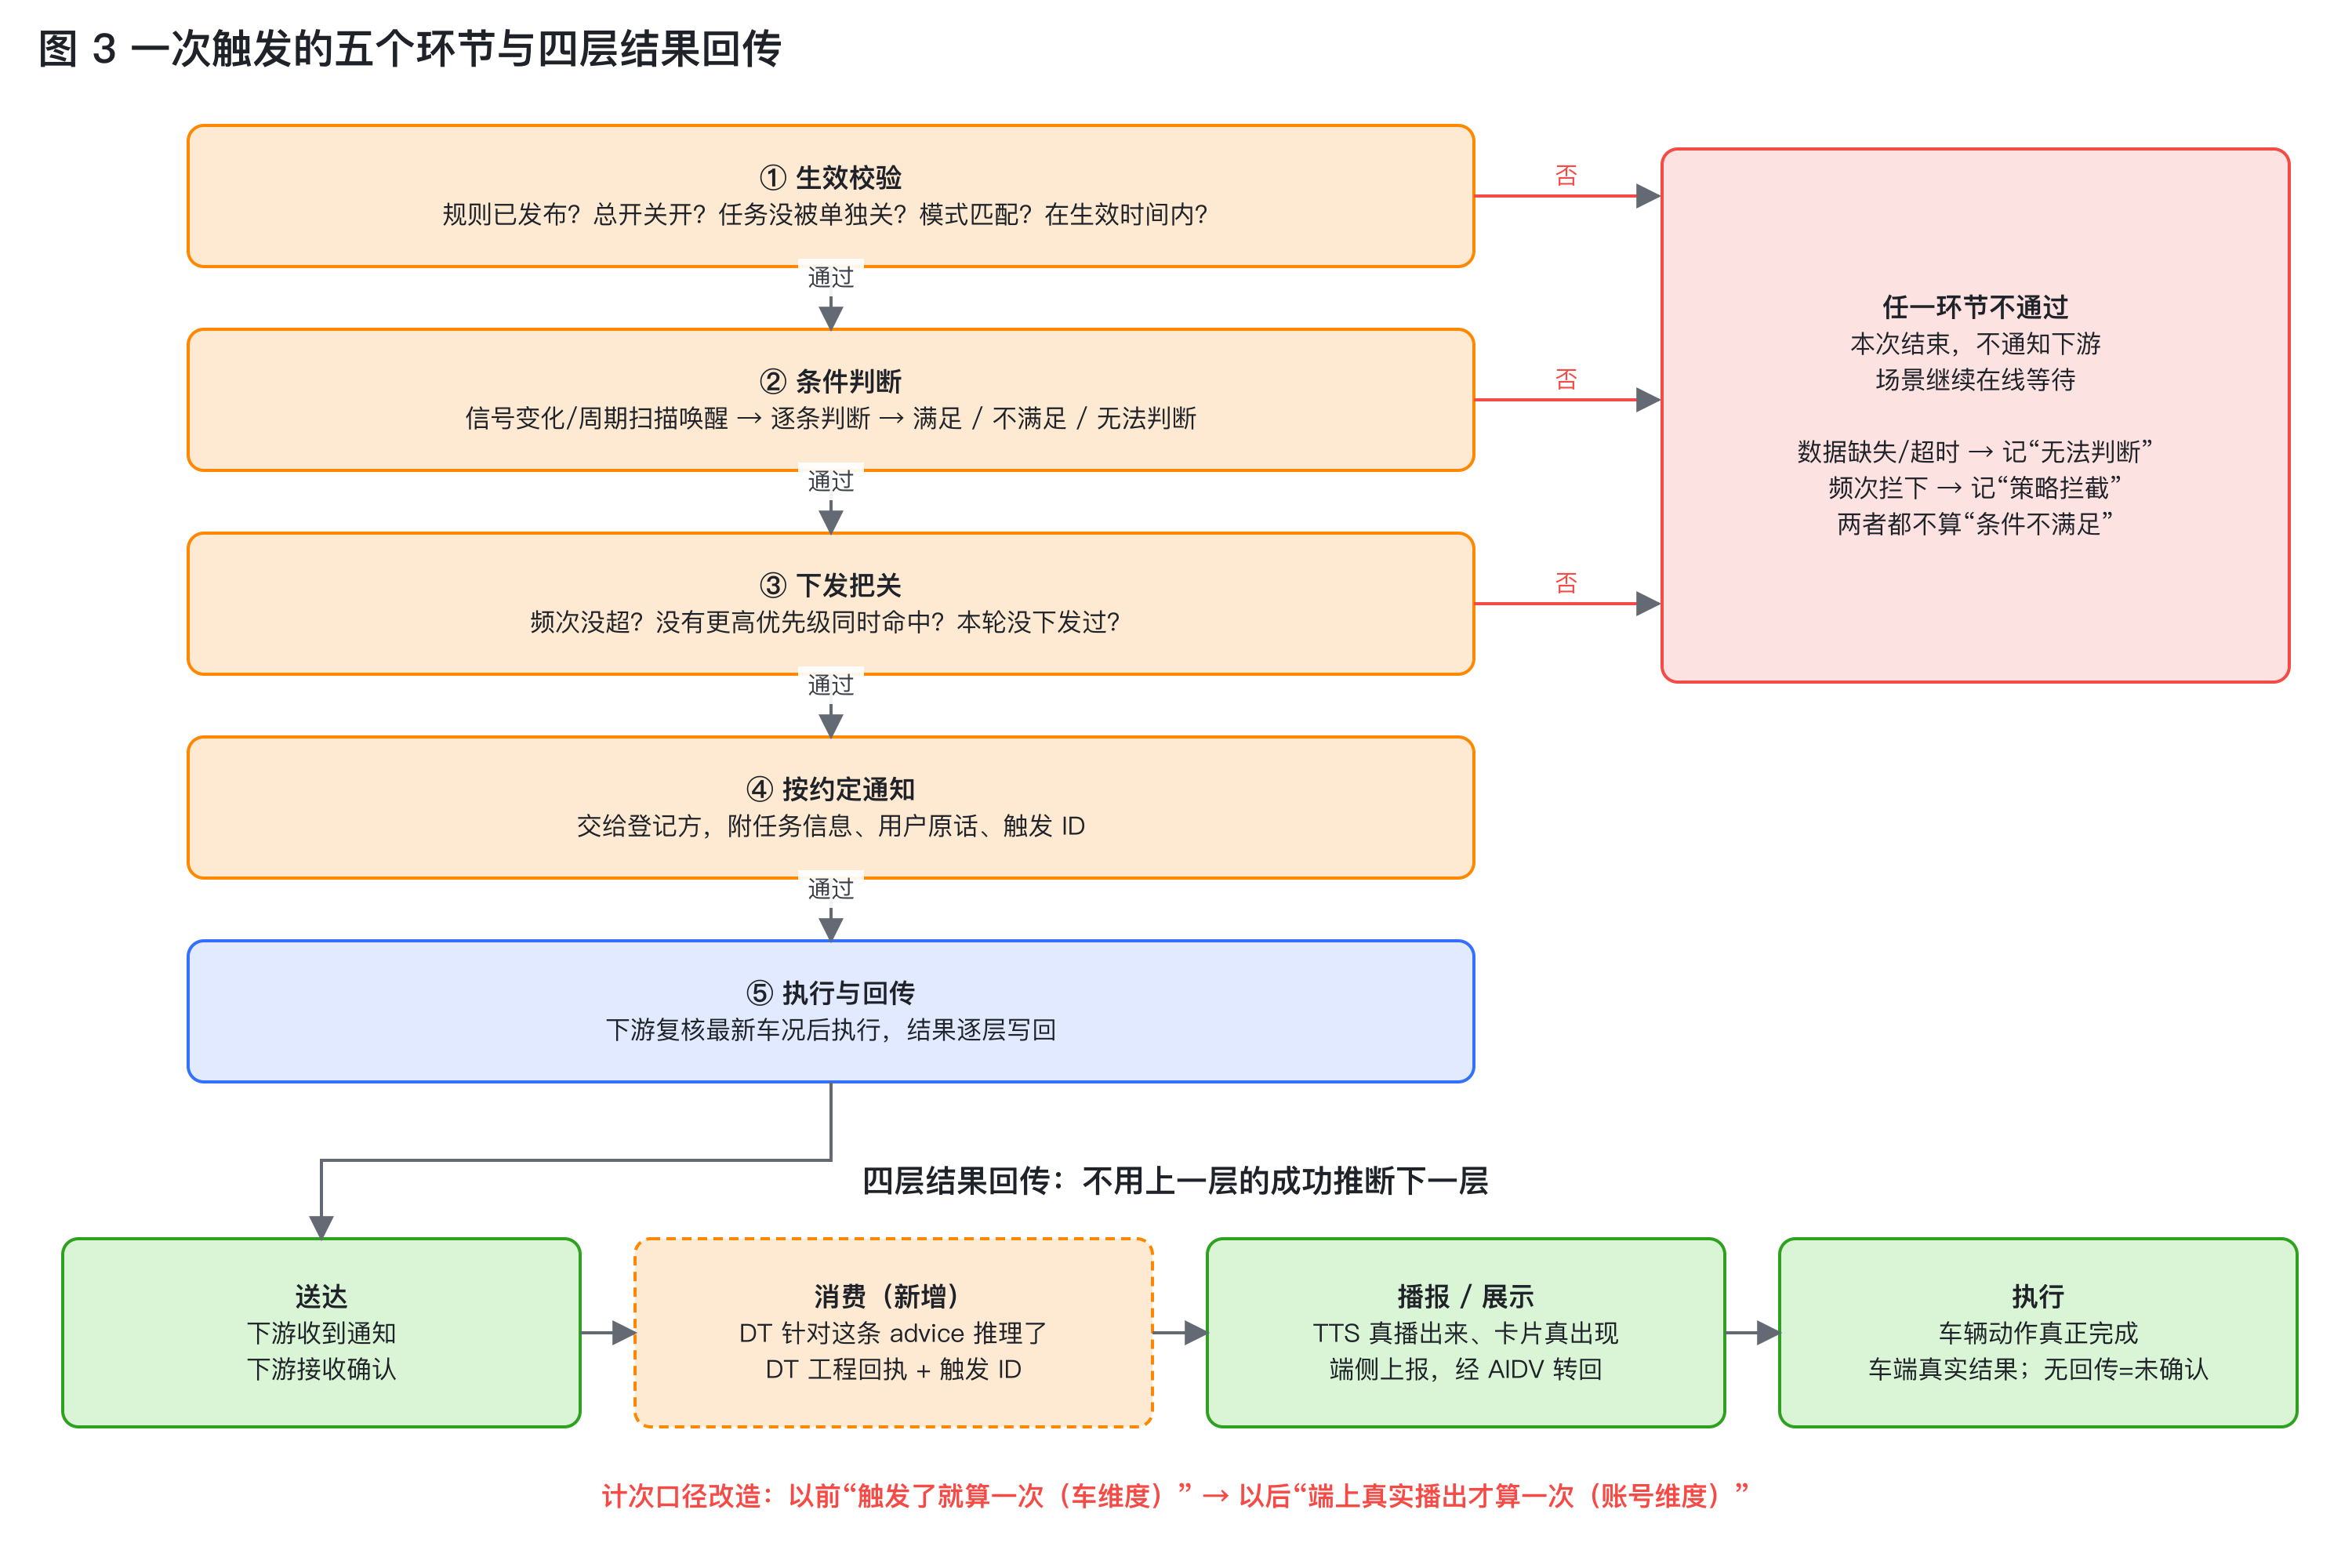 图 3 一次触发的五个环节与四层结果回传
① 生效校验
规则已发布？总开关开？任务没被单独关？模式匹配？在生效时间内？
否
通过
② 条件判断
信号变化/周期扫描唤醒 → 逐条判断 → 满足 / 不满足 / 无法判断
否
通过
③ 下发把关
频次没超？没有更高优先级同时命中？本轮没下发过？
否
通过
任一环节不通过
本次结束，不通知下游
场景继续在线等待
数据缺失/超时 → 记“无法判断”
频次拦下 → 记“策略拦截”
两者都不算“条件不满足”
④ 按约定通知
交给登记方，附任务信息、用户原话、触发 ID
通过
⑤ 执行与回传
下游复核最新车况后执行，结果逐层写回
四层结果回传：不用上一层的成功推断下一层
送达
下游收到通知
下游接收确认
消费（新增）
DT 针对这条 advice 推理了
DT 工程回执 + 触发 ID
播报 / 展示
TTS 真播出来、卡片真出现
端侧上报，经 AIDV 转回
执行
车辆动作真正完成
车端真实结果；无回传=未确认
计次口径改造：以前“触发了就算一次（车维度）” → 以后“端上真实播出才算一次（账号维度）”